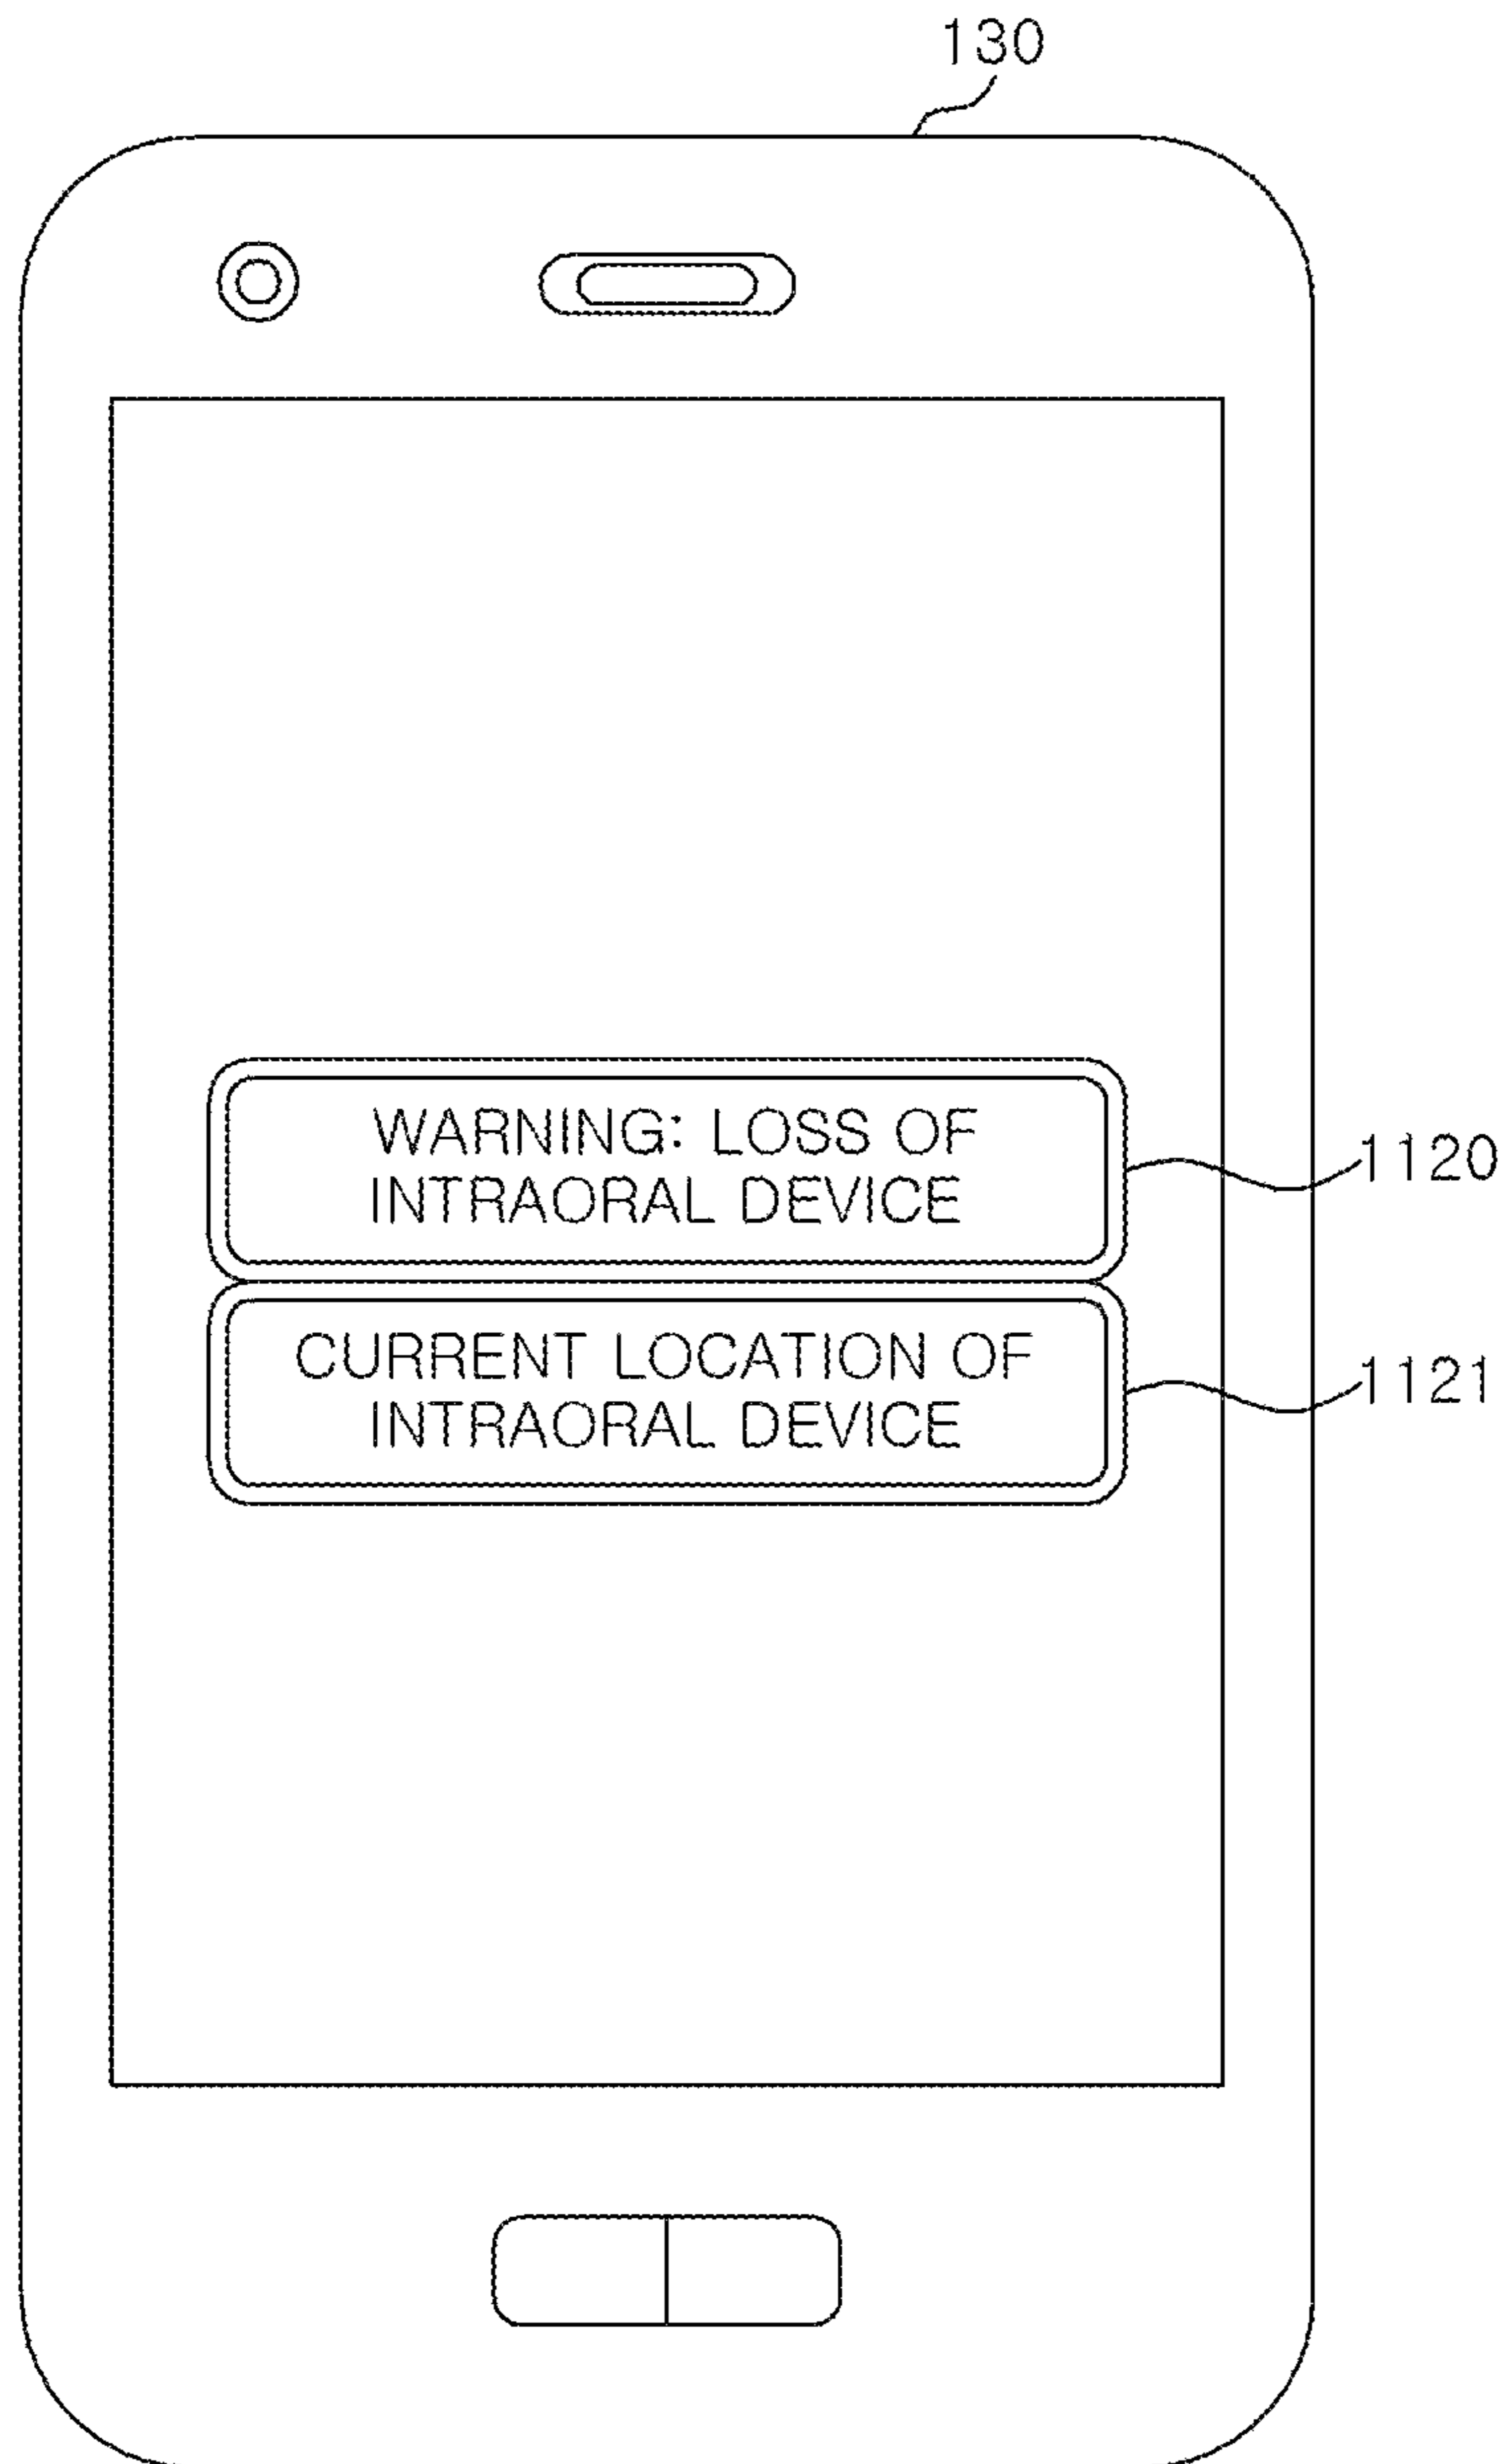 130
WARNING: LOSS OF
INTRAORAL DEVICE
1120
CURRENT LOCATION OF
INTRAORAL DEVICE
1121